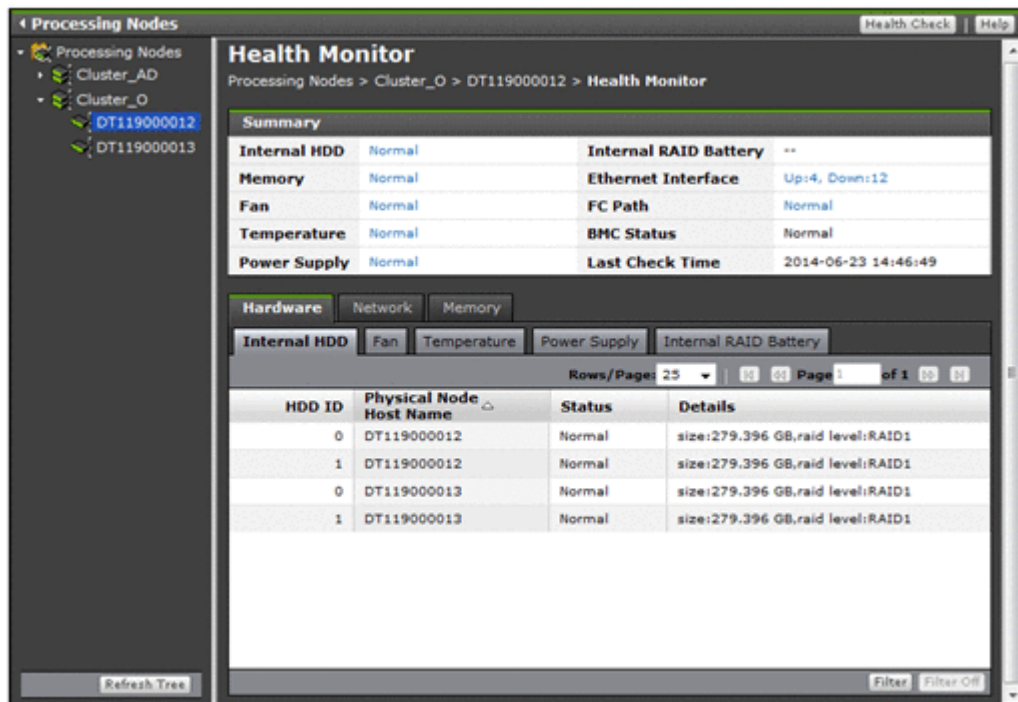 Processing Nodes
Health Check | Help
Processing Nodes
Cluster_AD
Cluster_O
DT119000012
DT119000013
Refresh Tree
Health Monitor
Processing Nodes > Cluster_O > DT119000012 > Health Monitor
Summary
Internal HDD Normal Internal RAID Battery --
Memory Normal Ethernet Interface Up:4, Down:12
Fan Normal FC Path Normal
Temperature Normal BMC Status Normal
Power Supply Normal Last Check Time 2014-06-23 14:46:49
Hardware Network Memory
Internal HDD Fan Temperature Power Supply Internal RAID Battery
Rows/Page: 25 | Page 1 of 1
HDD ID Physical Node Host Name Status Details
0 DT119000012 Normal size:279.396 GB,raid level:RAID1
1 DT119000012 Normal size:279.396 GB,raid level:RAID1
0 DT119000013 Normal size:279.396 GB,raid level:RAID1
1 DT119000013 Normal size:279.396 GB,raid level:RAID1
Filter Filter Off